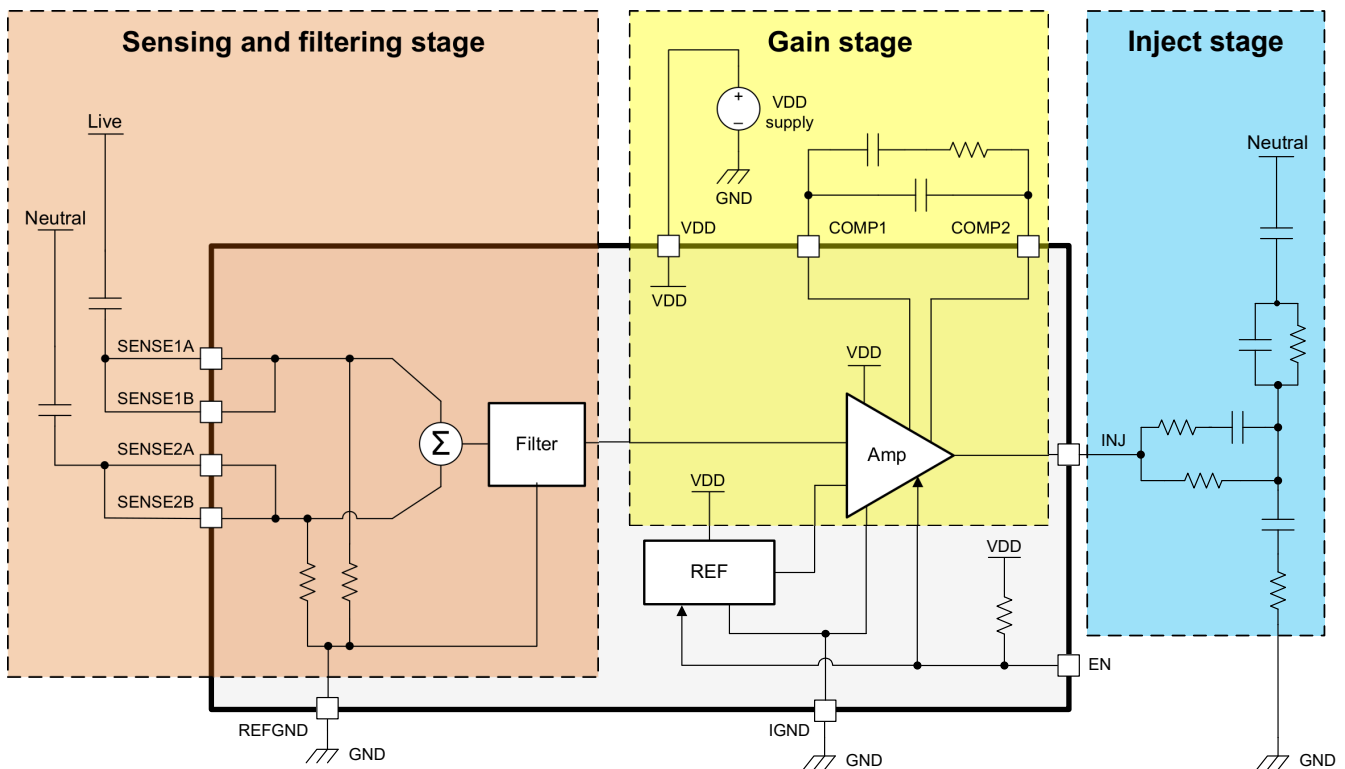 Sensing and filtering stage
Gain stage
Inject stage
Live
Neutral
VDD
supply
+
−
GND
Neutral
VDD
COMP1
COMP2
VDD
SENSE1A
SENSE1B
SENSE2A
SENSE2B
Σ
Filter
VDD
Amp
INJ
VDD
REF
VDD
EN
REFGND
GND
IGND
GND
GND